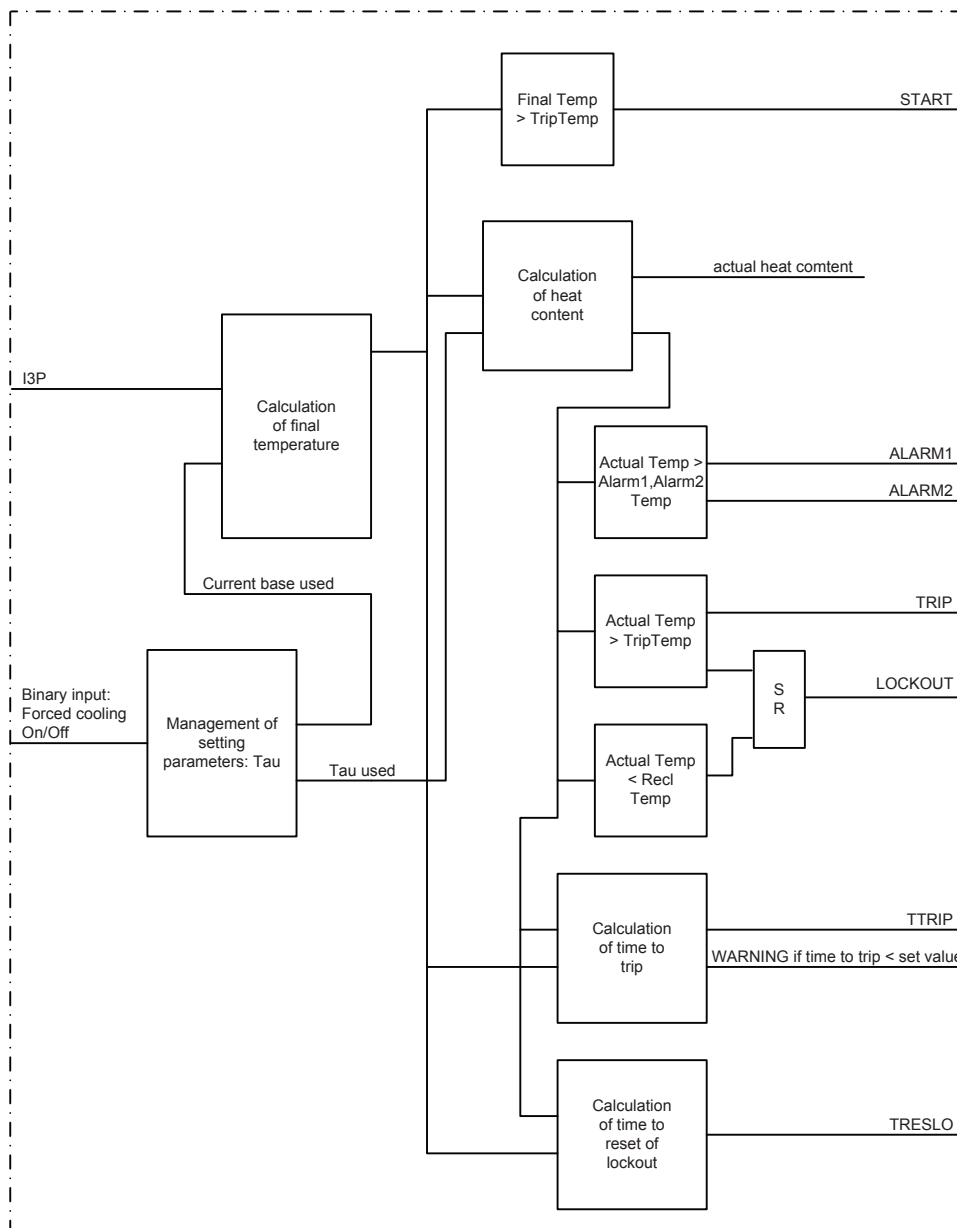 Final Temp
> TripTemp
START
Calculation
of heat
content
actual heat comtent
I3P
Calculation
of final
temperature
Actual Temp >
Alarm1,Alarm2
Temp
ALARM1
ALARM2
Current base used
Actual Temp
> TripTemp
TRIP
S
R
LOCKOUT
Binary input:
Forced cooling
On/Off
Management of
setting
parameters: Tau
Tau used
Actual Temp
< Recl
Temp
Calculation
of time to
trip
TTRIP
WARNING if time to trip < set value
Calculation
of time to
reset of
lockout
TRESLO